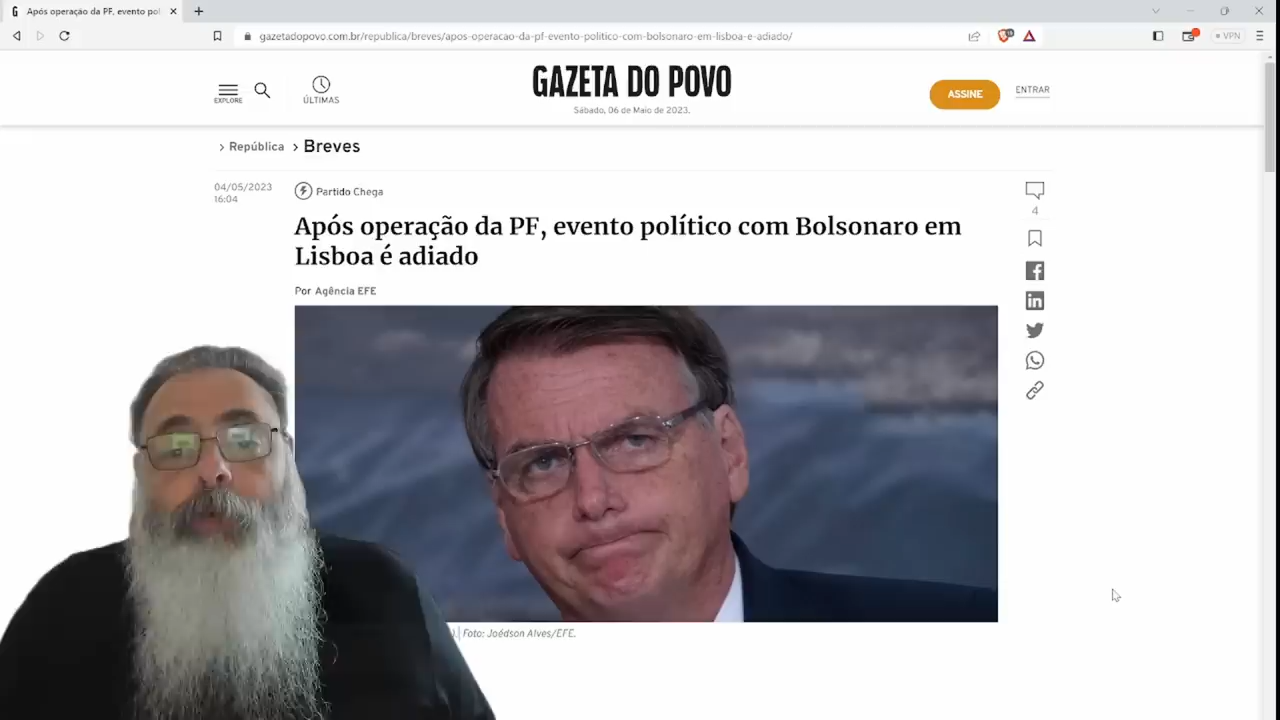 Após operação da PF, evento pol
gazetadopovo.com.br/republica/breves/apos-operacao-da-pf-evento-politico-com-bolsonaro-em-lisboa-e-adiado/
VPN
EXPLORE
ÚLTIMAS
GAZETA DO POVO
Sábado, 06 de Maio de 2023.
ASSINE
ENTRAR
República
Breves
04/05/2023
16:04
Partido Chega
4
Após operação da PF, evento político com Bolsonaro em
Lisboa é adiado
Por Agência EFE
Foto: Joédson Alves/EFE.